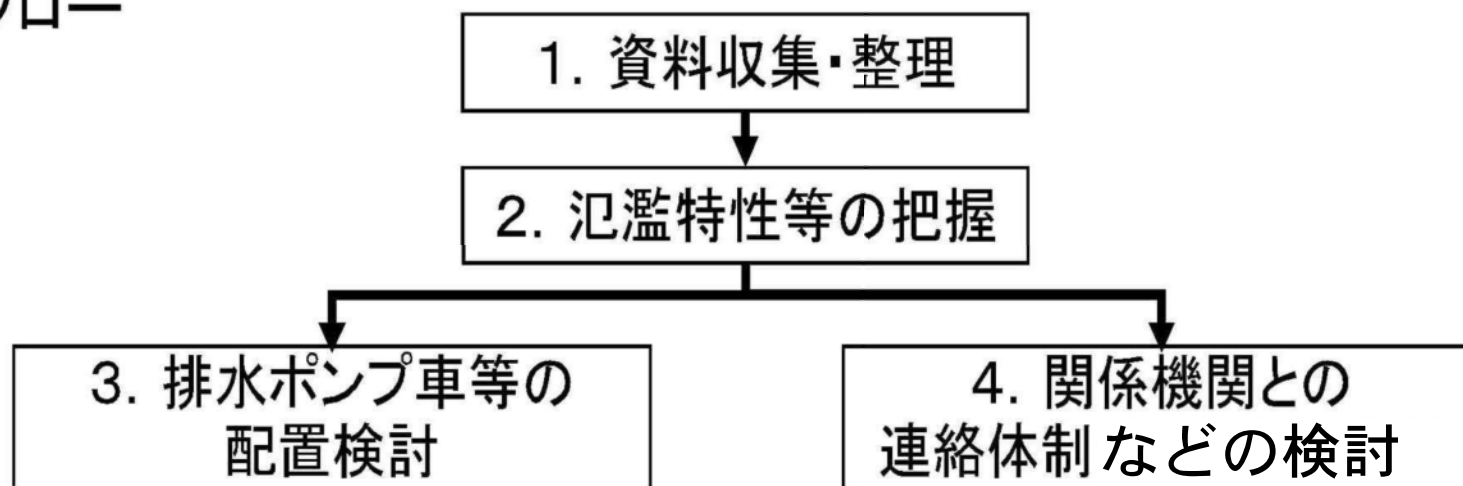 フロー
1. 資料収集・整理
2. 氾濫特性等の把握
3. 排水ポンプ車等の
配置検討
4. 関係機関との
連絡体制などの検討